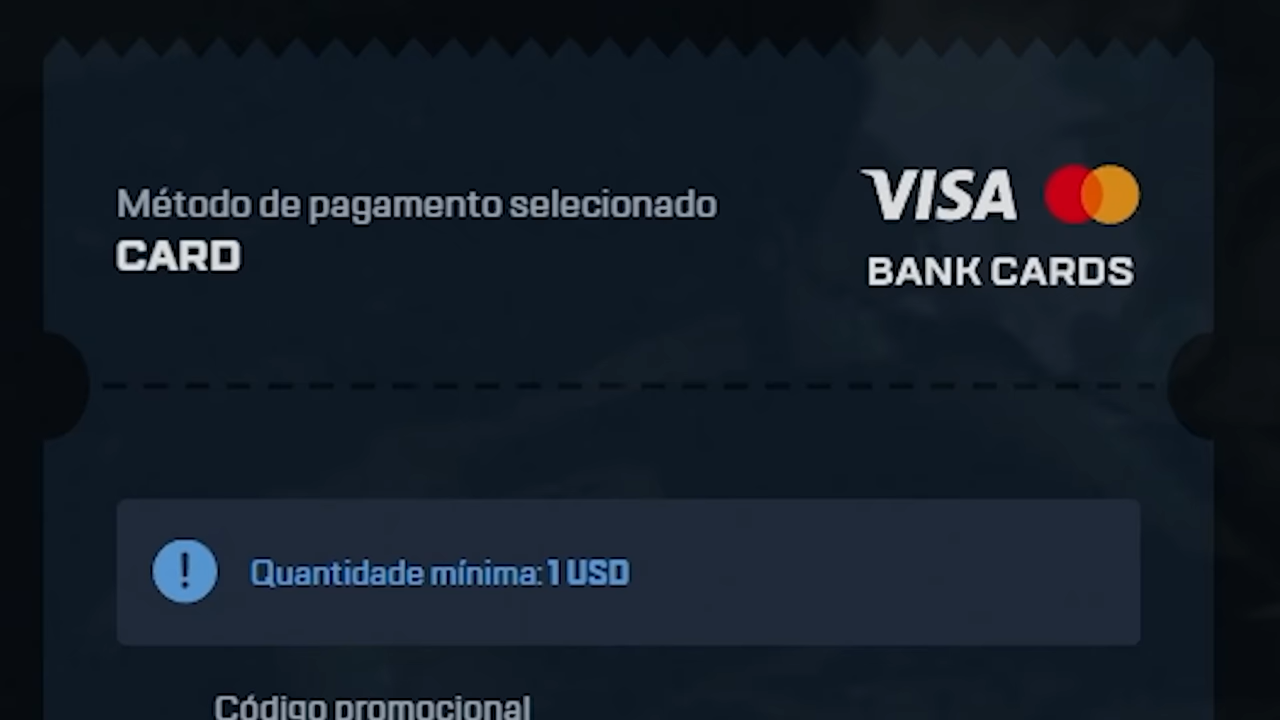 Método de pagamento selecionado
CARD
VISA
BANK CARDS
Quantidade mínima: 1 USD
Código promocional